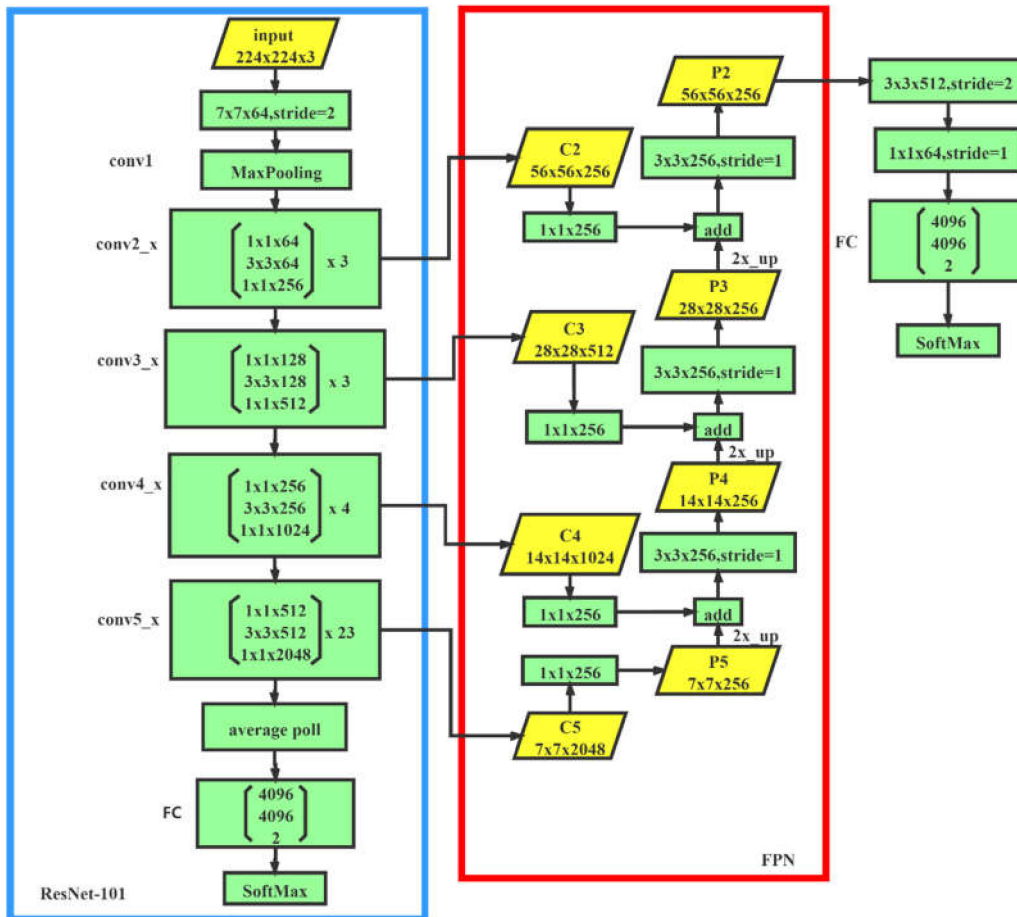 input
224x224x3
7x7x64,stride=2
conv1
MaxPooling
conv2_x
1x1x64
3x3x64
1x1x256
x 3
conv3_x
1x1x128
3x3x128
1x1x512
x 3
conv4_x
1x1x256
3x3x256
1x1x1024
x 4
conv5_x
1x1x512
3x3x512
1x1x2048
x 23
average poll
FC
4096
4096
2
SoftMax
ResNet-101
C2
56x56x256
1x1x256
C3
28x28x512
1x1x256
C4
14x14x1024
1x1x256
1x1x256
C5
7x7x2048
P2
56x56x256
3x3x256,stride=1
add
2x_up
P3
28x28x256
3x3x256,stride=1
add
2x_up
P4
14x14x256
3x3x256,stride=1
add
2x_up
P5
7x7x256
FPN
3x3x512,stride=2
1x1x64,stride=1
FC
4096
4096
2
SoftMax